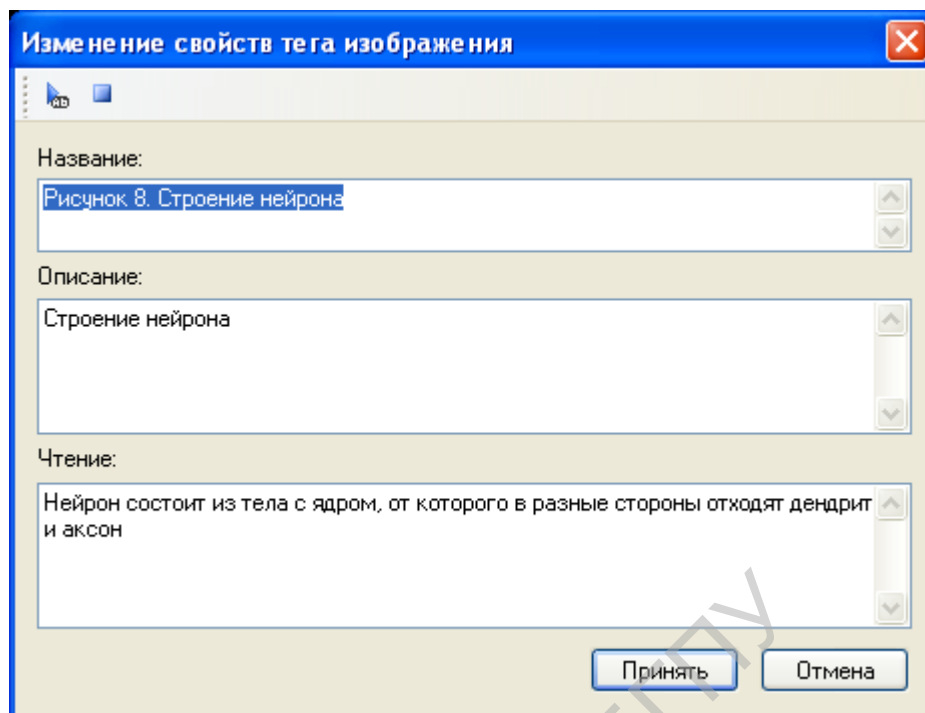 Изменение свойств тега изображения
Название:
Рисунок 8. Строение нейрона
Описание:
Строение нейрона
Чтение:
Нейрон состоит из тела с ядром, от которого в разные стороны отходят дендрит
и аксон
Принять Отмена